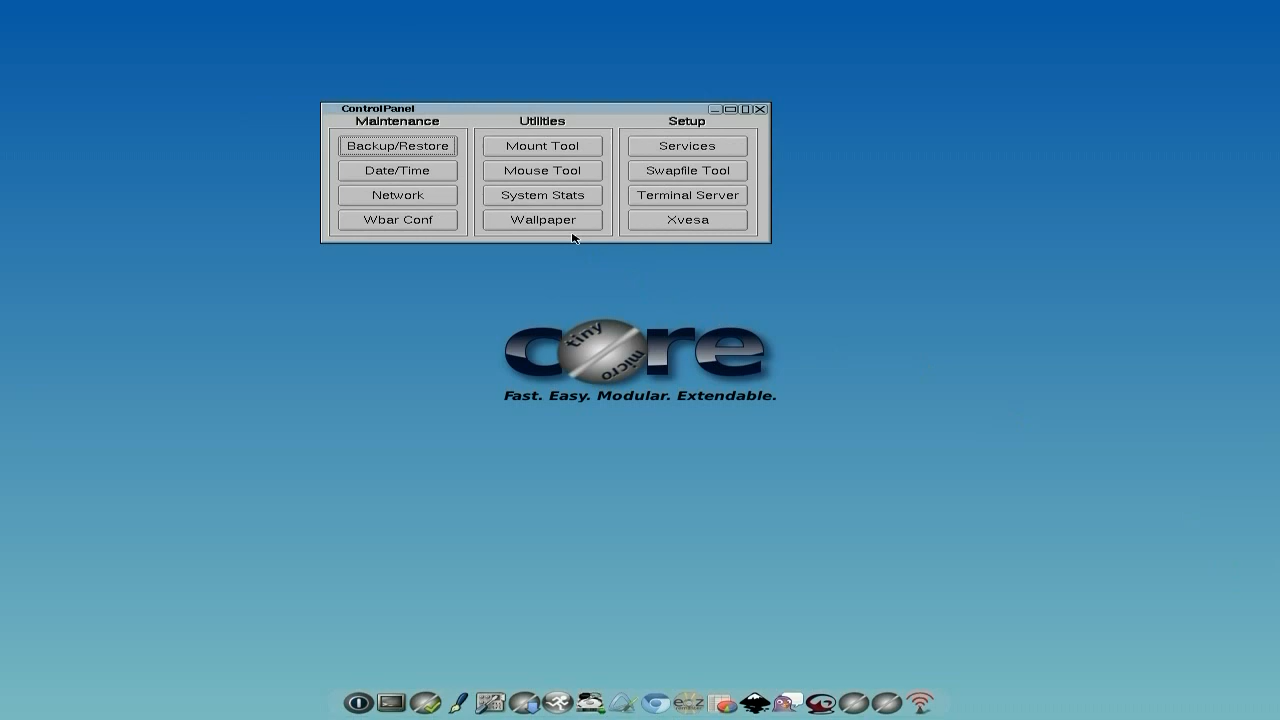 ControlPanel
Maintenance Utilities Setup
Backup/Restore Mount Tool Services
Date/Time Mouse Tool Swapfile Tool
Network System Stats Terminal Server
Wbar Conf Wallpaper Xvesa
core
tiny
micro
Fast. Easy. Modular. Extendable.